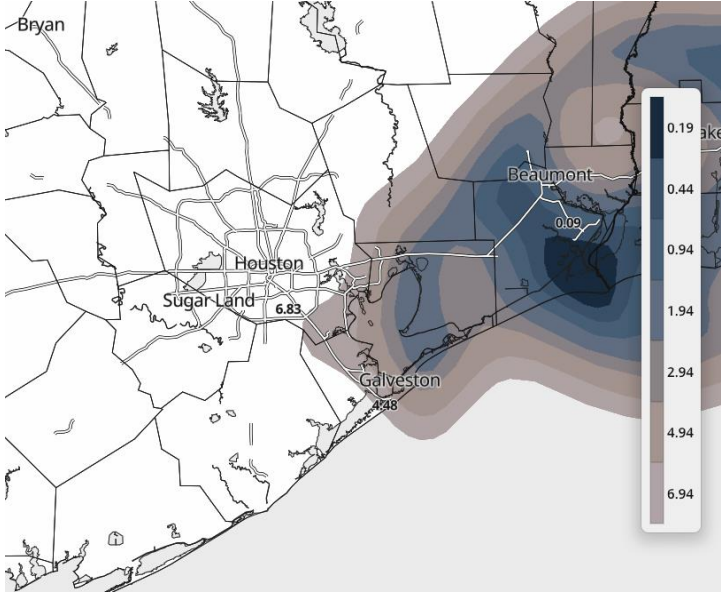 Bryan
0.19
ake
Beaumont
0.44
0.09
0.94
Houston
Sugar Land
6.83
1.94
2.94
Galveston
4.48
4.94
6.94